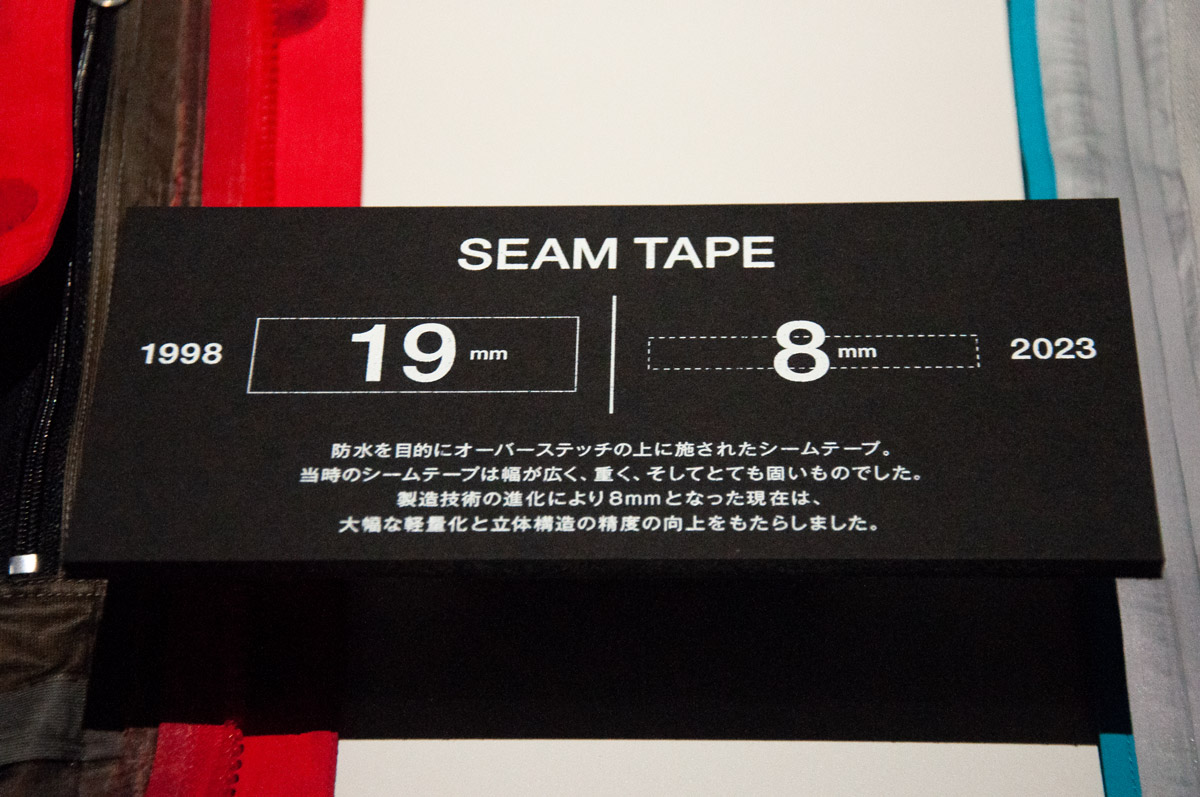 SEAM TAPE
1998 19 mm 8 mm 2023
防水を目的にオーバーステッチの上に施されたシームテープ。
当時のシームテープは幅が広く、重く、そしてとても固いものでした。
製造技術の進化により8mmとなった現在は、
大幅な軽量化と立体構造の精度の向上をもたらしました。